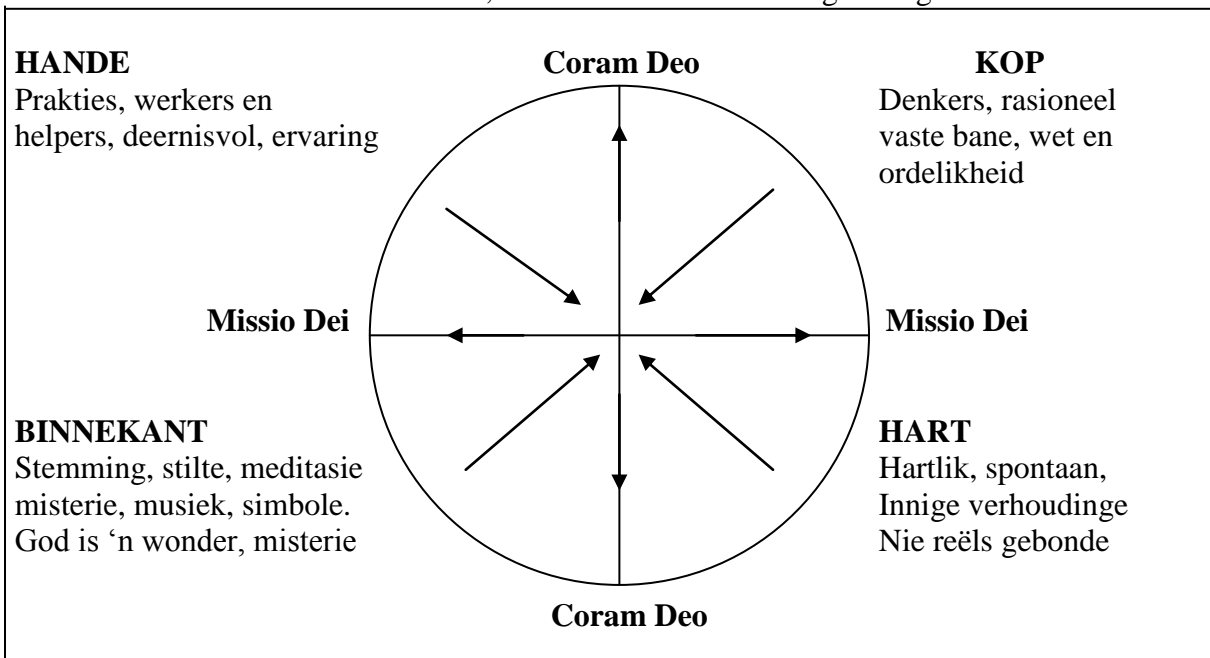 HANDE
Prakties, werkers en
helpers, deernisvol, ervaring
Coram Deo
KOP
Denkers, rasioneel
vaste bane, wet en
ordelikheid
Missio Dei
Missio Dei
BINNEKANT
Stemming, stilte, meditasie
misterie, musiek, simbole.
God is ‘n wonder, misterie
HART
Hartlik, spontaan,
Innige verhoudinge
Nie reëls gebonde
Coram Deo